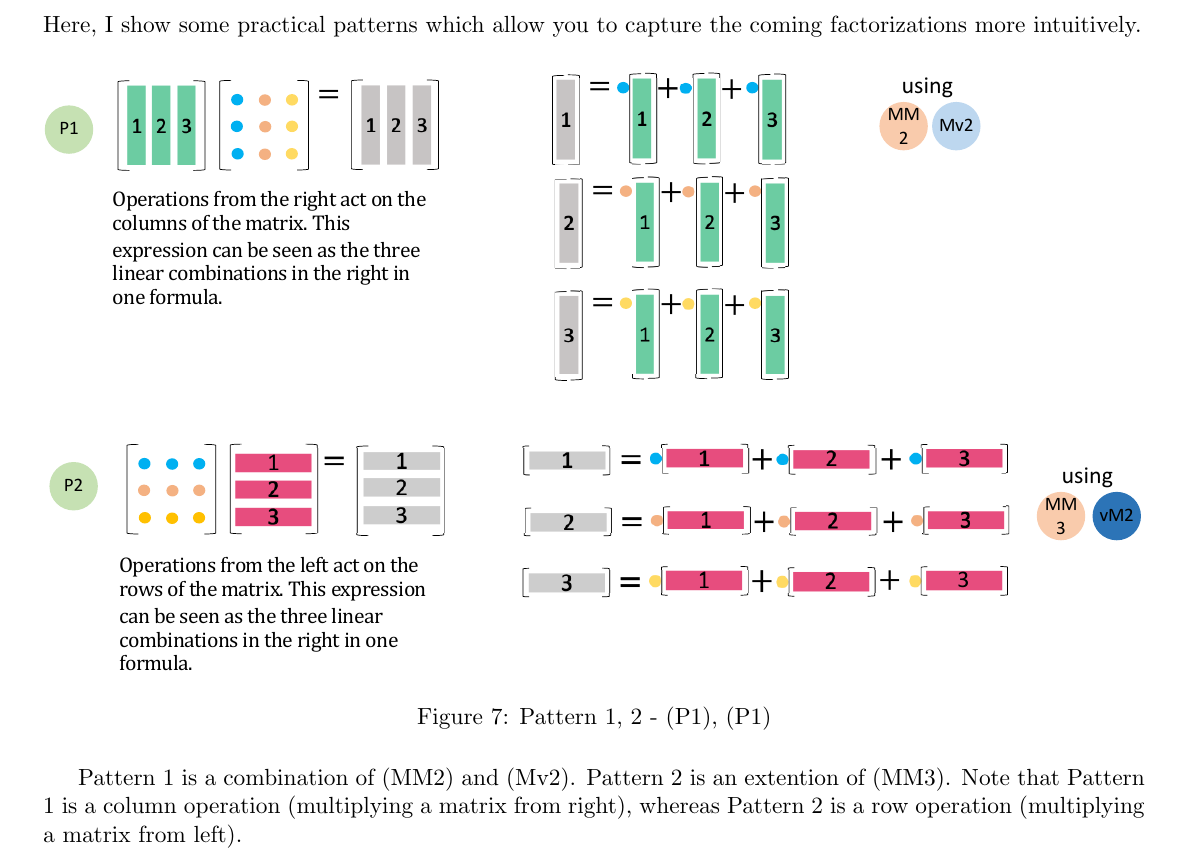 Here, I show some practical patterns which allow you to capture the coming factorizations more intuitively.
P1
1 2 3 = 1 2 3
Operations from the right act on the
columns of the matrix. This
expression can be seen as the three
linear combinations in the right in
one formula.
1 = 1 + 2 + 3
2 = 1 + 2 + 3
3 = 1 + 2 + 3
using
MM
2
Mv2
P2
1 = 1
2 2
3 3
Operations from the left act on the
rows of the matrix. This expression
can be seen as the three linear
combinations in the right in one
formula.
1 = 1 + 2 + 3
2 = 1 + 2 + 3
3 = 1 + 2 + 3
using
MM
3
vM2
Figure 7: Pattern 1, 2 - (P1), (P1)
Pattern 1 is a combination of (MM2) and (Mv2). Pattern 2 is an extention of (MM3). Note that Pattern
1 is a column operation (multiplying a matrix from right), whereas Pattern 2 is a row operation (multiplying
a matrix from left).